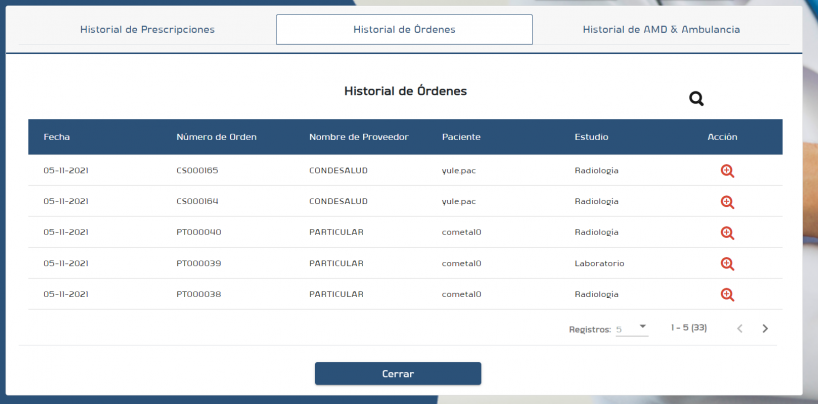 Historial de Prescripciones Historial de Órdenes Historial de AMD & Ambulancia
Historial de Órdenes
Fecha Número de Orden Nombre de Proveedor Paciente Estudio Acción
05-11-2021 CS000165 CONDESALUD yule.pac Radiologia
05-11-2021 CS000164 CONDESALUD yule.pac Radiologia
05-11-2021 PT000040 PARTICULAR cometa10 Radiologia
05-11-2021 PT000039 PARTICULAR cometa10 Laboratorio
05-11-2021 PT000038 PARTICULAR cometa10 Radiologia
Registros: 5 1 - 5 (33)
Cerrar